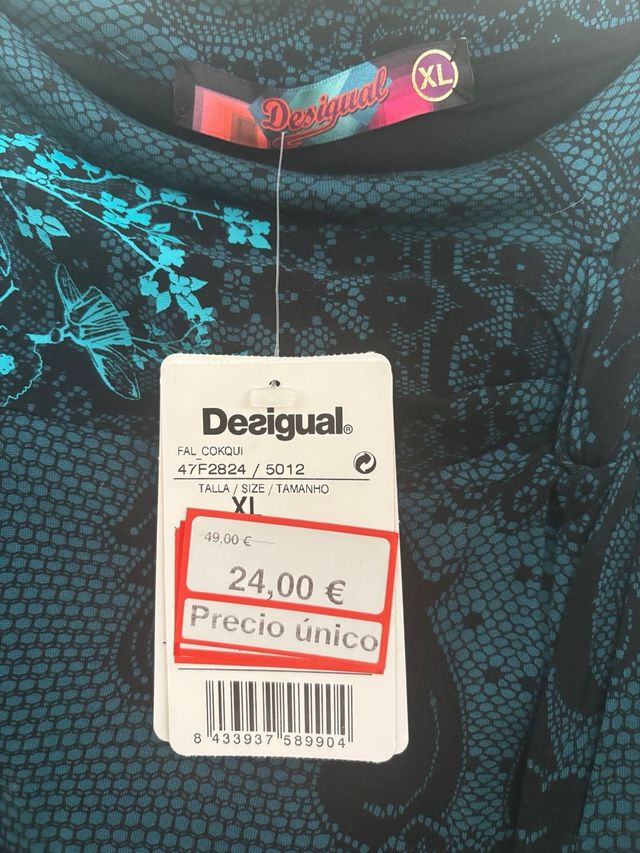 Desigual
XL
Desigual®
FAL_COKQUI
47F2824 / 5012
TALLA / SIZE / TAMANHO
XL
49,00 €
24,00 €
Precio único
8 433937 589904